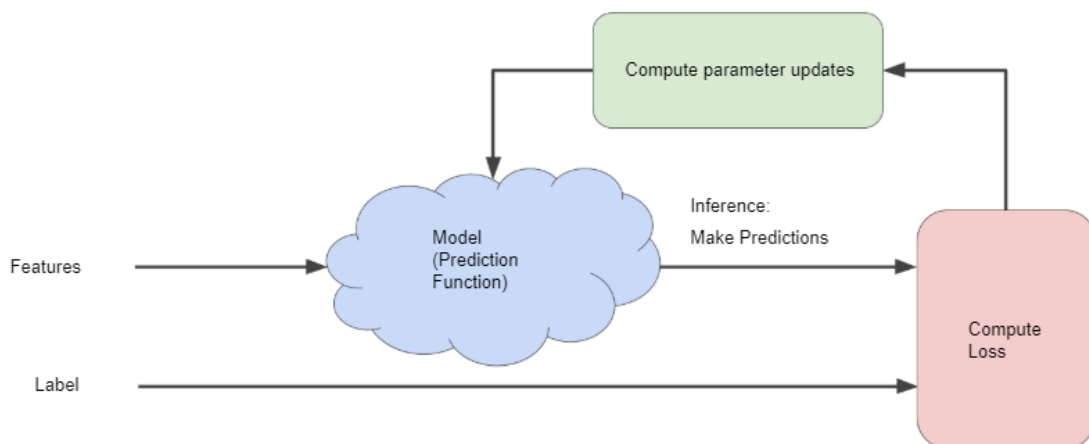 Compute parameter updates
Inference:
Make Predictions
Model
(Prediction
Function)
Features
Compute
Loss
Label